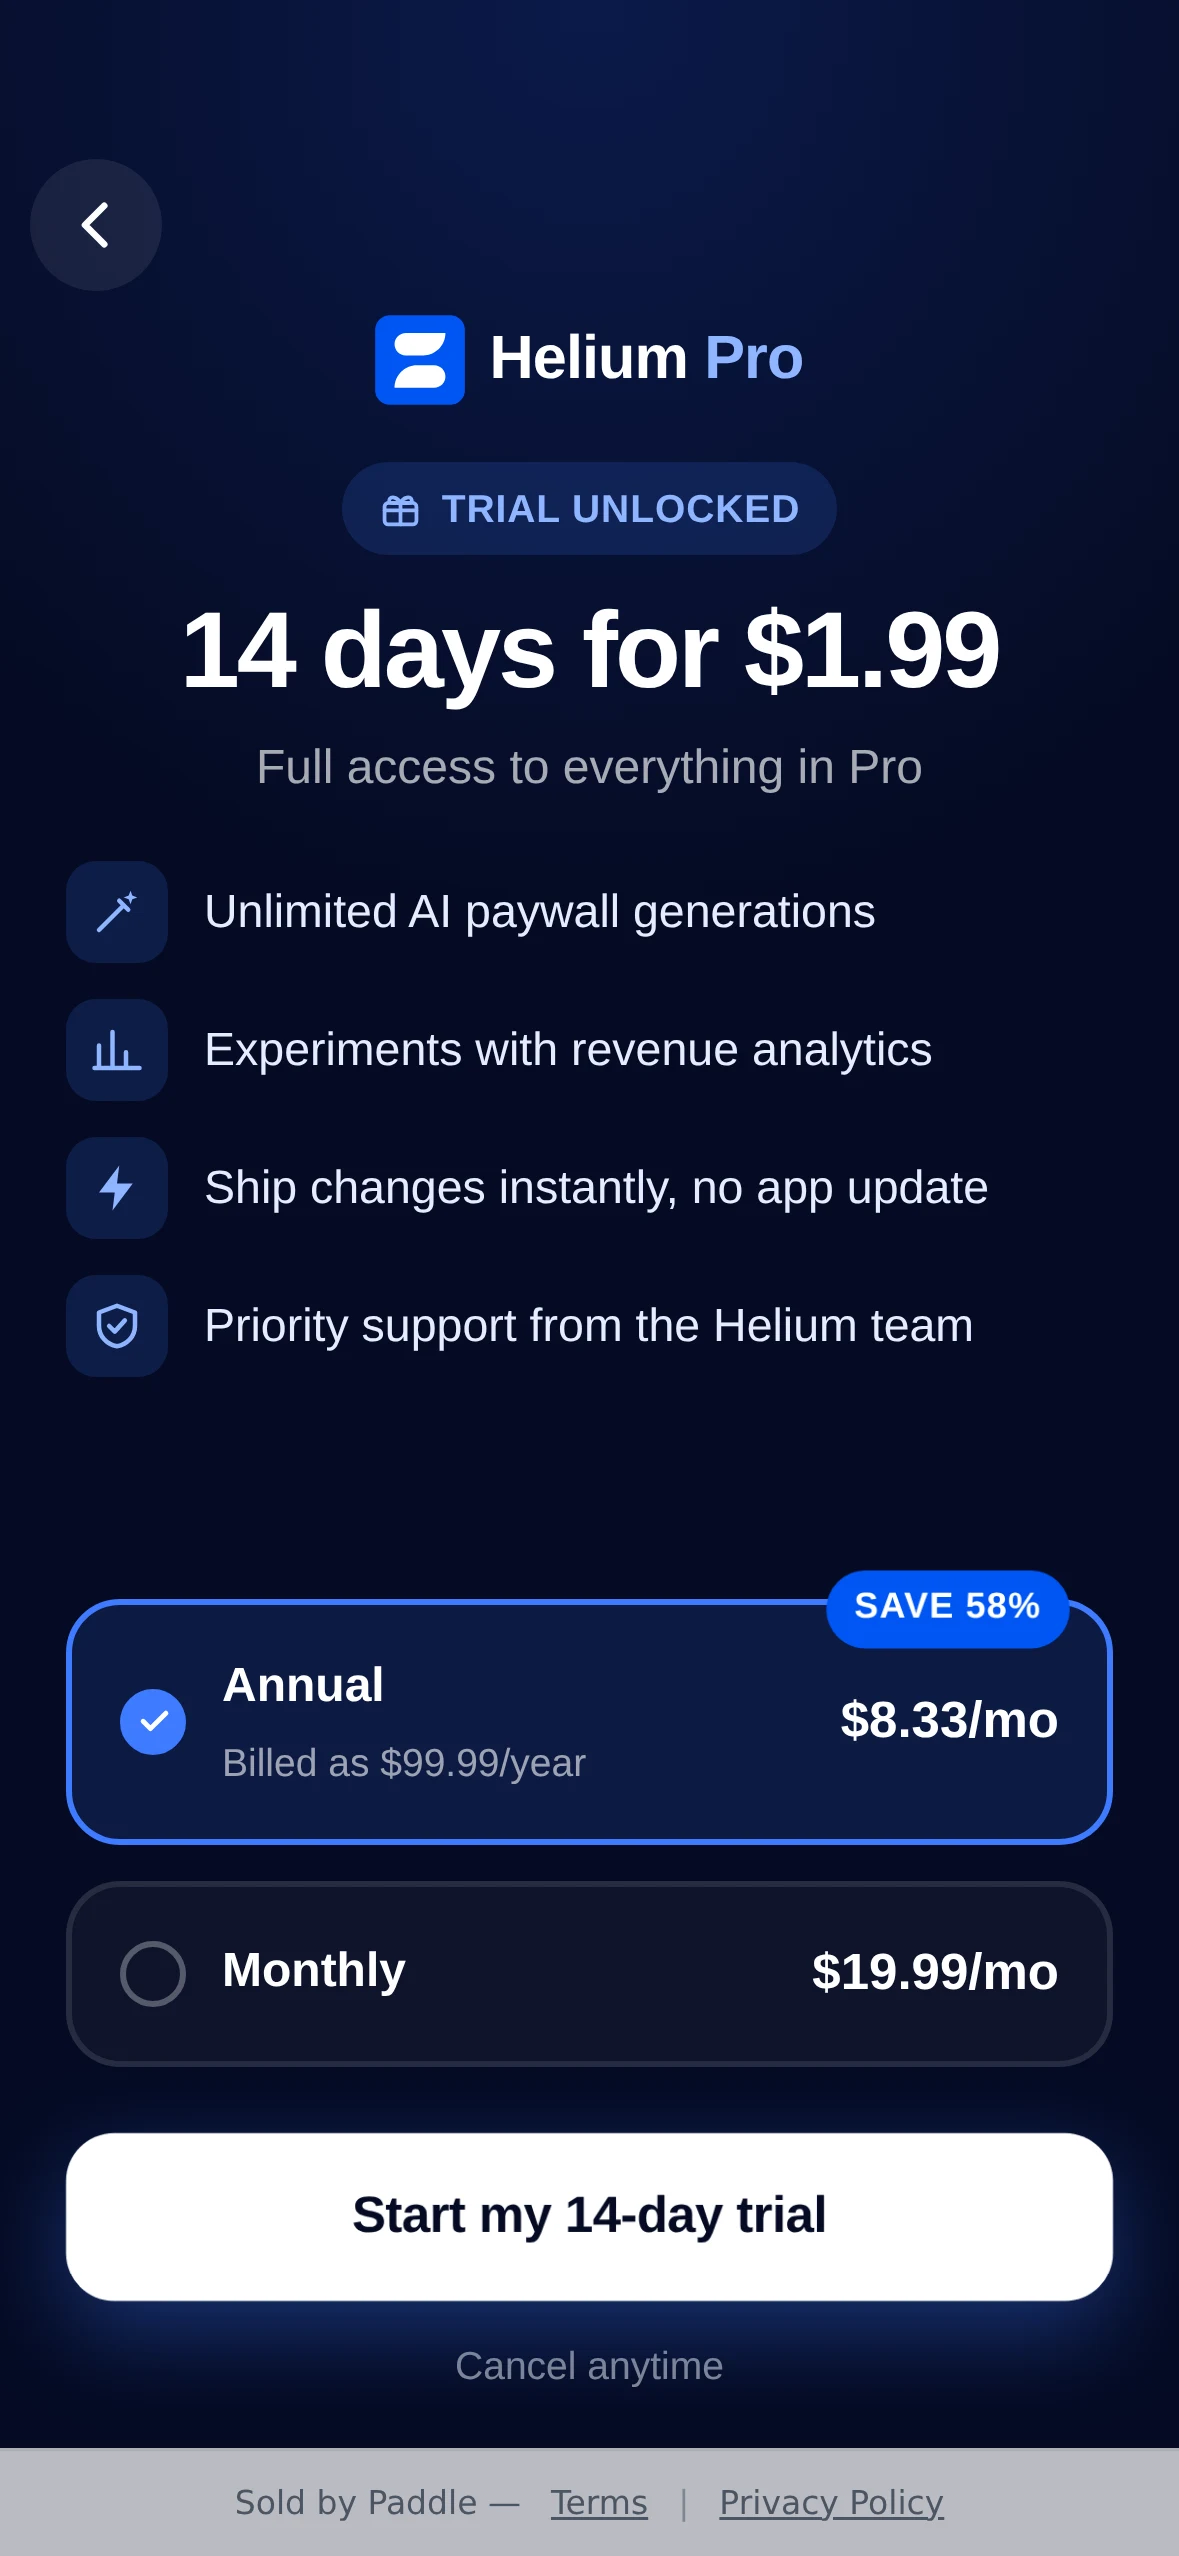 Helium Pro
TRIAL UNLOCKED
14 days for $1.99
Full access to everything in Pro
Unlimited AI paywall generations
Experiments with revenue analytics
Ship changes instantly, no app update
Priority support from the Helium team
SAVE 58%
Annual
$8.33/mo
Billed as $99.99/year
Monthly
$19.99/mo
Start my 14-day trial
Cancel anytime
Sold by Paddle — Terms | Privacy Policy